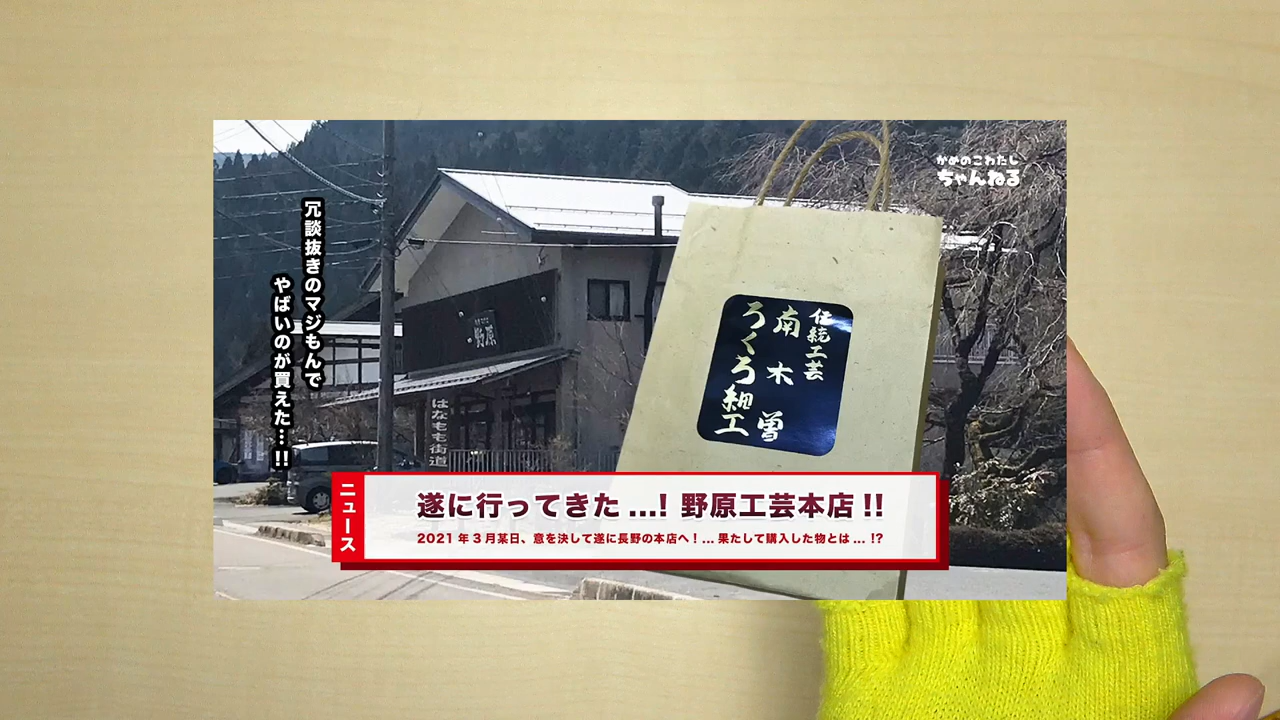 かめのこわたし
ちゃんねる
冗談抜きのマジもんで
やばいのが買えた…!!
野原
はなもも街道
伝統工芸
南木曽
ろくろ細工
ニュース
遂に行ってきた…! 野原工芸本店!!
2021年3月某日、意を決して遂に長野の本店へ!…果たして購入した物とは…!?